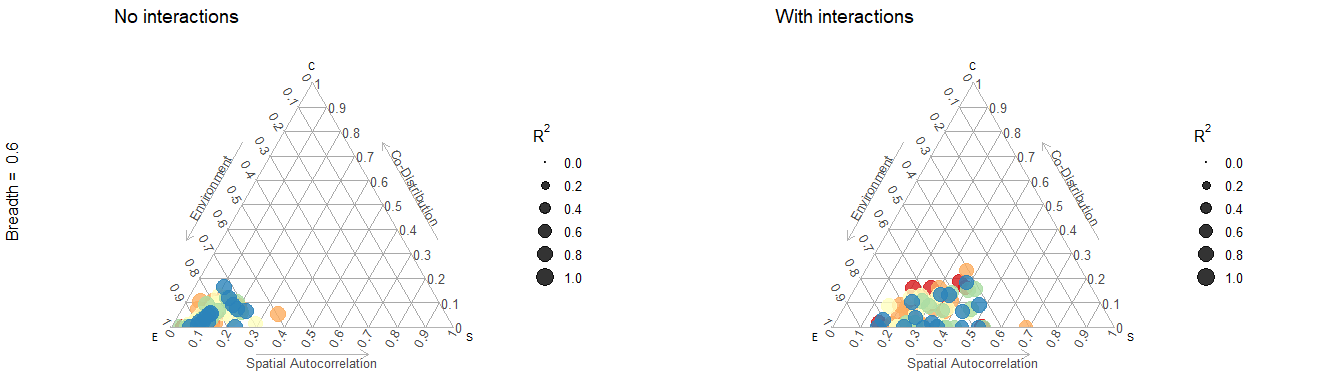 No interactions
With interactions
Breadth = 0.6
C
0 1
0.1 0.9
0.2 0.8
0.3
0.4 0.6
0.5 0.5
0.6 0.4
0.7 0.3
0.8 0.2
0.9 0.1
1 0
E
S
0 0.1 0.2 0.3 0.4 0.5 0.6 0.7 0.8 0.9 1.0
Environment
Co-Distribution
Spatial Autocorrelation
R2
0.0
0.2
0.4
0.6
0.8
1.0
C
0 1
0.1 0.9
0.2 0.8
0.3
0.4 0.6
0.5 0.5
0.6 0.4
0.7 0.3
0.8 0.2
0.9 0.1
1 0
E
S
0 0.1 0.2 0.3 0.4 0.5 0.6 0.7 0.8 0.9 1.0
Environment
Co-Distribution
Spatial Autocorrelation
R2
0.0
0.2
0.4
0.6
0.8
1.0